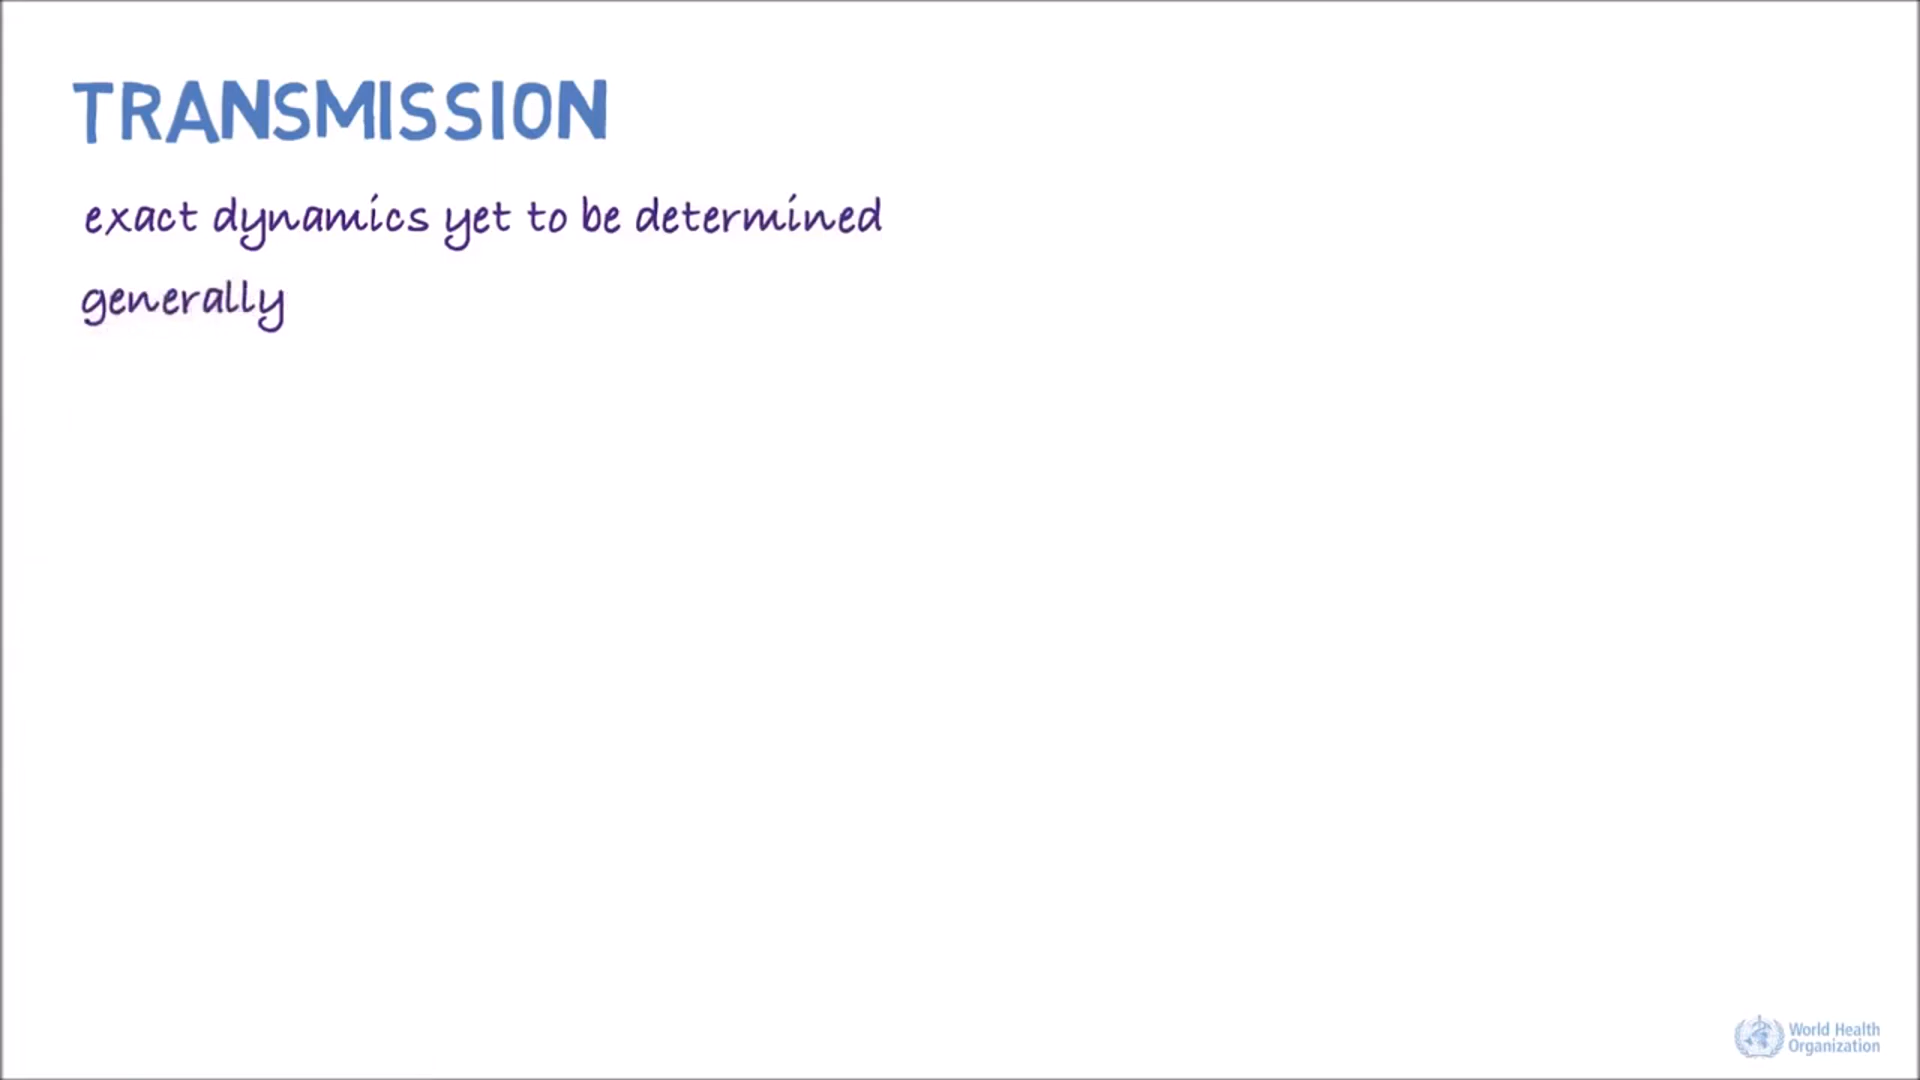 TRANSMISSION
exact dynamics yet to be determined
generally
World Health
Organization